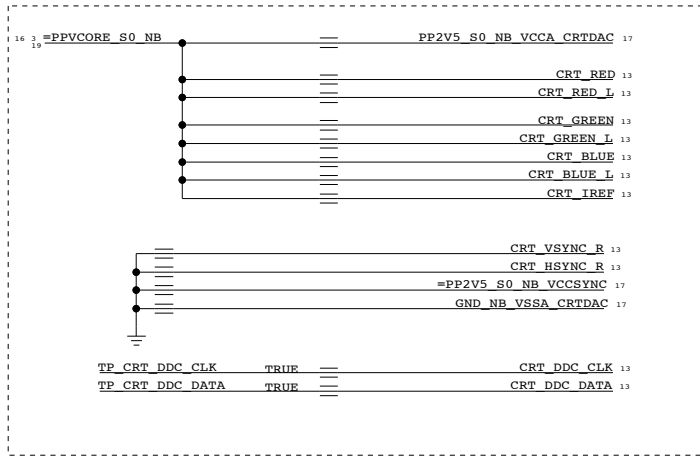 16 3 =PPVCORE_S0_NB PP2V5_S0_NB_VCCA_CRTDAC 17
19
CRT_RED 13
CRT_RED_L 13
CRT_GREEN 13
CRT_GREEN_L 13
CRT_BLUE 13
CRT_BLUE_L 13
CRT_IREF 13
CRT_VSYNC_R 13
CRT_HSYNC_R 13
=PP2V5_S0_NB_VCCSYNC 17
GND_NB_VSSA_CRTDAC 17
TP_CRT_DDC_CLK TRUE CRT_DDC_CLK 13
TP_CRT_DDC_DATA TRUE CRT_DDC_DATA 13